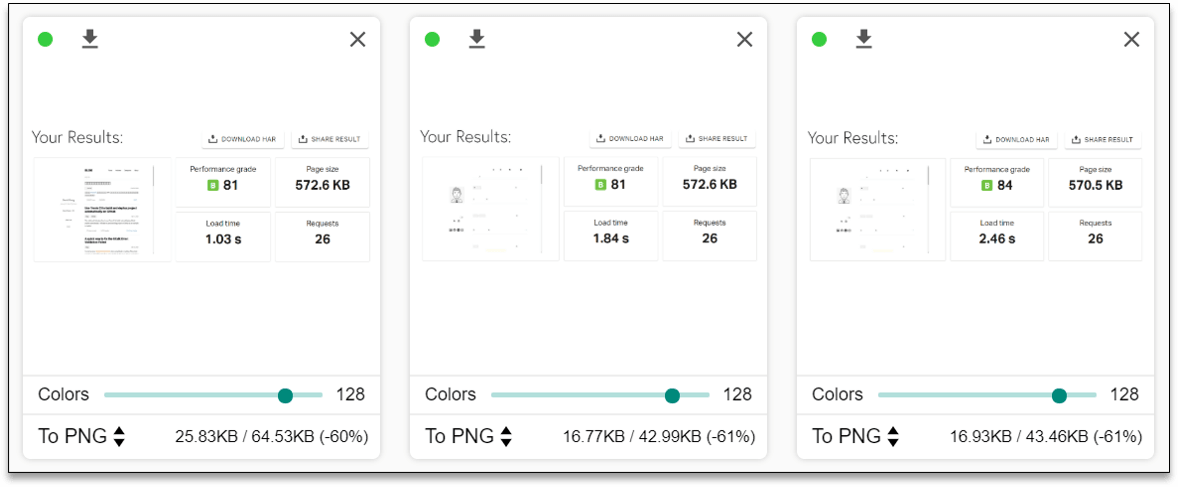 Your Results:
DOWNLOAD HAR
SHARE RESULT
Performance grade
B 81
Page size
572.6 KB
Load time
1.03 s
Requests
26
Colors
128
To PNG
25.83KB / 64.53KB (-60%)
Your Results:
DOWNLOAD HAR
SHARE RESULT
Performance grade
B 81
Page size
572.6 KB
Load time
1.84 s
Requests
26
Colors
128
To PNG
16.77KB / 42.99KB (-61%)
Your Results:
DOWNLOAD HAR
SHARE RESULT
Performance grade
B 84
Page size
570.5 KB
Load time
2.46 s
Requests
26
Colors
128
To PNG
16.93KB / 43.46KB (-61%)